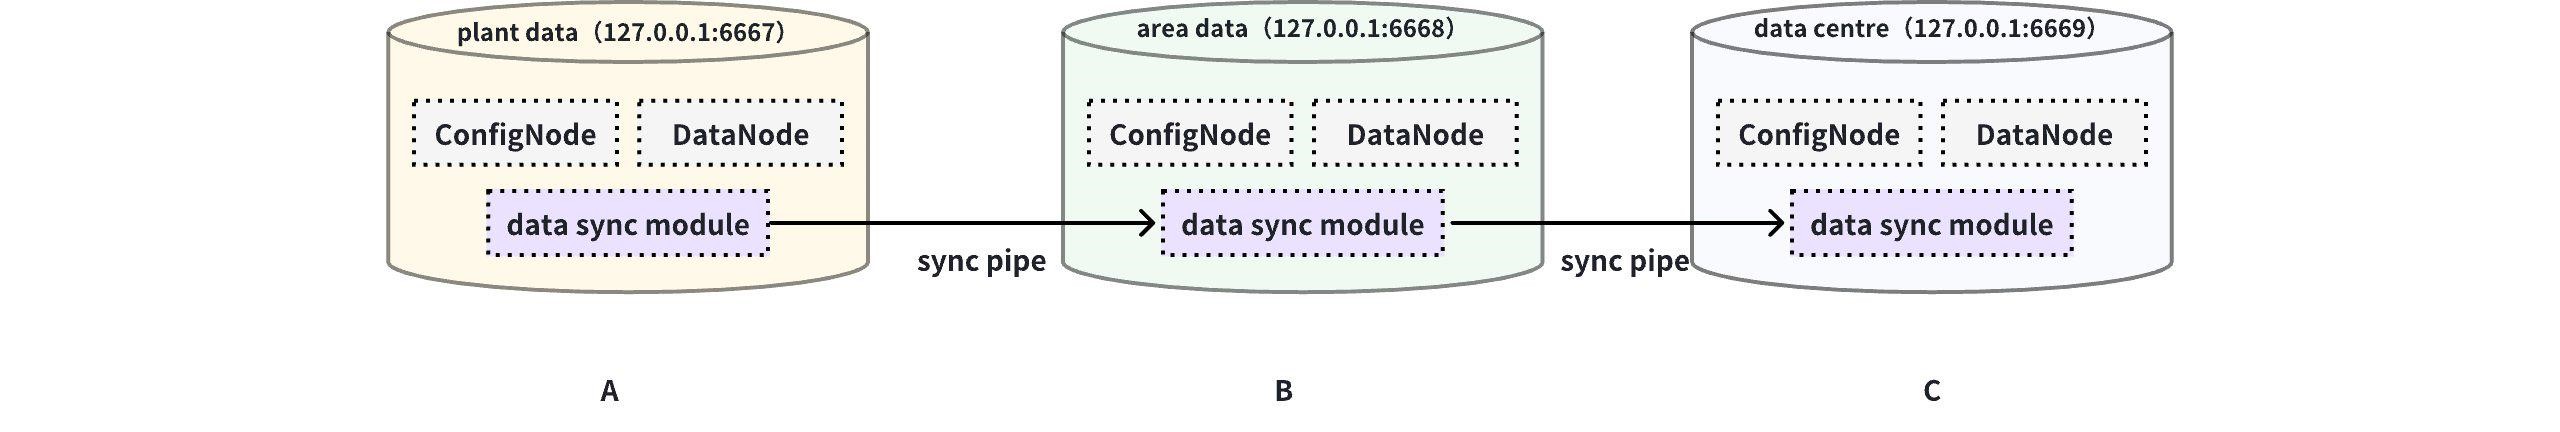 plant data（127.0.0.1:6667）
area data（127.0.0.1:6668）
data centre（127.0.0.1:6669）
ConfigNode
DataNode
ConfigNode
DataNode
ConfigNode
DataNode
data sync module
data sync module
data sync module
sync pipe
sync pipe
A
B
C